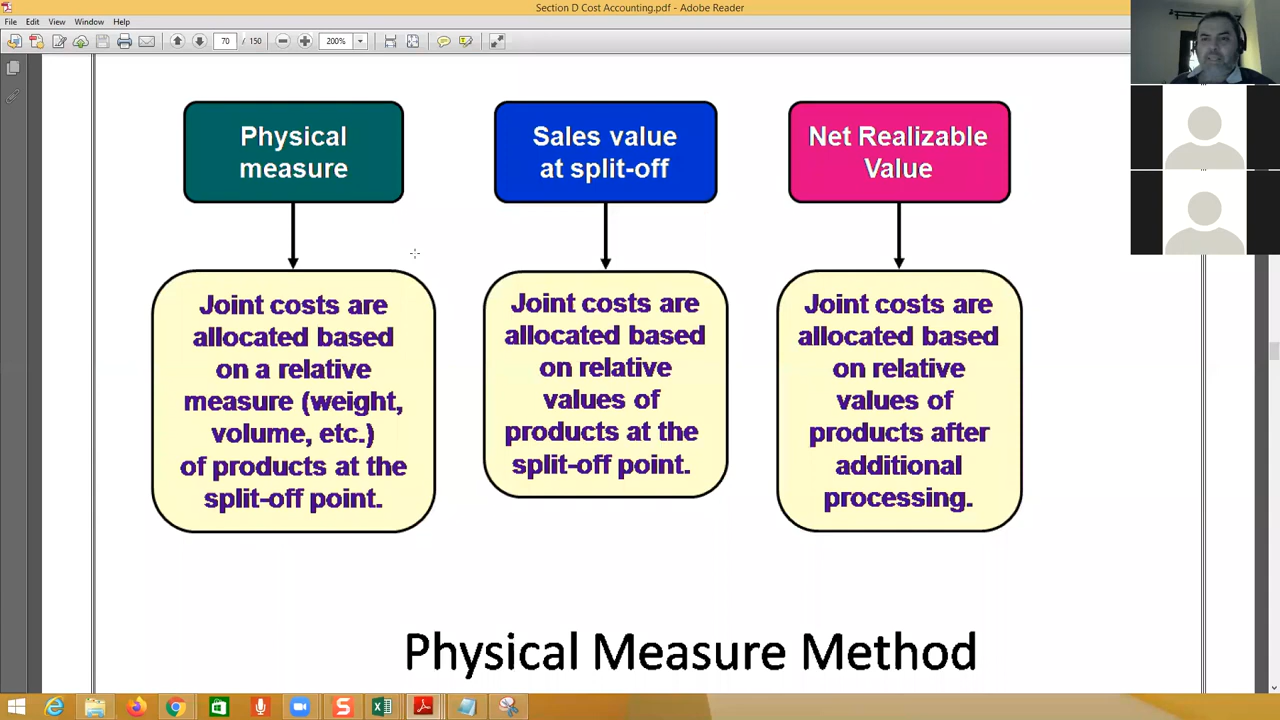 Section D Cost Accounting.pdf - Adobe Reader
File Edit View Window Help
70 / 150 200%
Physical
measure
Sales value
at split-off
Net Realizable
Value
Joint costs are
allocated based
on a relative
measure (weight,
volume, etc.)
of products at the
split-off point.
Joint costs are
allocated based
on relative
values of
products at the
split-off point.
Joint costs are
allocated based
on relative
values of
products after
additional
processing.
Physical Measure Method